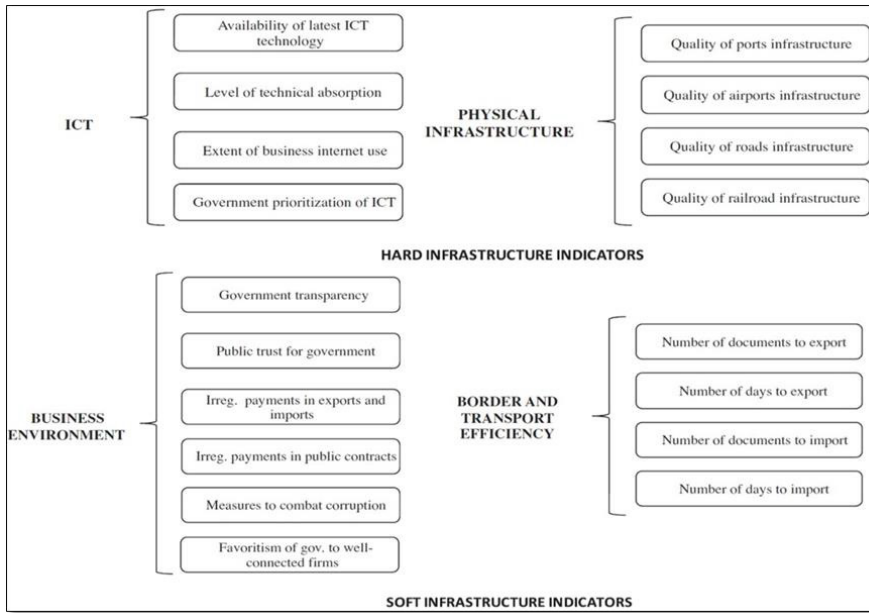 ICT
Availability of latest ICT
technology
Level of technical absorption
Extent of business internet use
Government prioritization of ICT
PHYSICAL
INFRASTRUCTURE
Quality of ports infrastructure
Quality of airports infrastructure
Quality of roads infrastructure
Quality of railroad infrastructure
HARD INFRASTRUCTURE INDICATORS
BUSINESS
ENVIRONMENT
Government transparency
Public trust for government
Irreg. payments in exports and
imports
Irreg. payments in public contracts
Measures to combat corruption
Favoritism of gov. to well-
connected firms
BORDER AND
TRANSPORT
EFFICIENCY
Number of documents to export
Number of days to export
Number of documents to import
Number of days to import
SOFT INFRASTRUCTURE INDICATORS